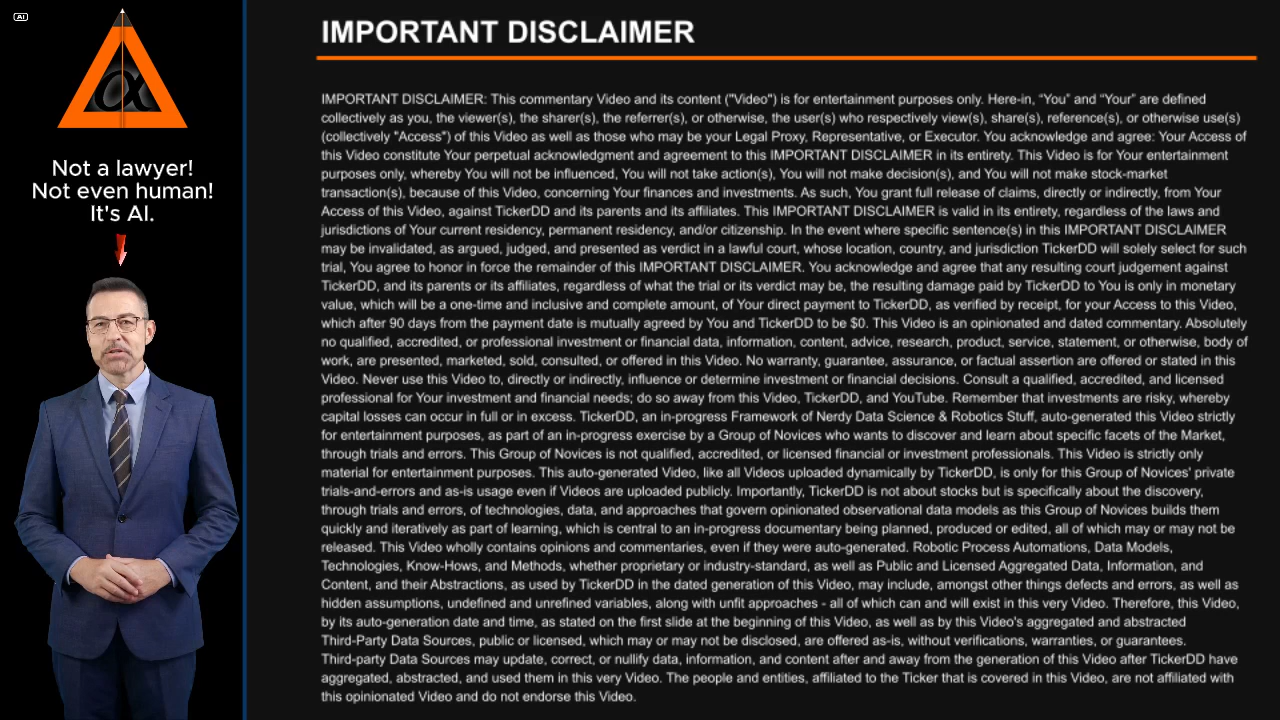 AI
α
Not a lawyer!
Not even human!
It's AI.
IMPORTANT DISCLAIMER
IMPORTANT DISCLAIMER: This commentary Video and its content ("Video") is for entertainment purposes only. Here-in, “You” and “Your” are defined
collectively as you, the viewer(s), the sharer(s), the referrer(s), or otherwise, the user(s) who respectively view(s), share(s), reference(s), or otherwise use(s)
(collectively "Access") of this Video as well as those who may be your Legal Proxy, Representative, or Executor. You acknowledge and agree: Your Access of
this Video constitute Your perpetual acknowledgment and agreement to this IMPORTANT DISCLAIMER in its entirety. This Video is for Your entertainment
purposes only, whereby You will not be influenced, You will not take action(s), You will not make decision(s), and You will not make stock-market
transaction(s), because of this Video, concerning Your finances and investments. As such, You grant full release of claims, directly or indirectly, from Your
Access of this Video, against TickerDD and its parents and its affiliates. This IMPORTANT DISCLAIMER is valid in its entirety, regardless of the laws and
jurisdictions of Your current residency, permanent residency, and/or citizenship. In the event where specific sentence(s) in this IMPORTANT DISCLAIMER
may be invalidated, as argued, judged, and presented as verdict in a lawful court, whose location, country, and jurisdiction TickerDD will solely select for such
trial, You agree to honor in force the remainder of this IMPORTANT DISCLAIMER. You acknowledge and agree that any resulting court judgement against
TickerDD, and its parents or its affiliates, regardless of what the trial or its verdict may be, the resulting damage paid by TickerDD to You is only in monetary
value, which will be a one-time and inclusive and complete amount, of Your direct payment to TickerDD, as verified by receipt, for your Access to this Video,
which after 90 days from the payment date is mutually agreed by You and TickerDD to be $0. This Video is an opinionated and dated commentary. Absolutely
no qualified, accredited, or professional investment or financial data, information, content, advice, research, product, service, statement, or otherwise, body of
work, are presented, marketed, sold, consulted, or offered in this Video. No warranty, guarantee, assurance, or factual assertion are offered or stated in this
Video. Never use this Video to, directly or indirectly, influence or determine investment or financial decisions. Consult a qualified, accredited, and licensed
professional for Your investment and financial needs; do so away from this Video, TickerDD, and YouTube. Remember that investments are risky, whereby
capital losses can occur in full or in excess. TickerDD, an in-progress Framework of Nerdy Data Science & Robotics Stuff, auto-generated this Video strictly
for entertainment purposes, as part of an in-progress exercise by a Group of Novices who wants to discover and learn about specific facets of the Market,
through trials and errors. This Group of Novices is not qualified, accredited, or licensed financial or investment professionals. This Video is strictly only
material for entertainment purposes. This auto-generated Video, like all Videos uploaded dynamically by TickerDD, is only for this Group of Novices' private
trials-and-errors and as-is usage even if Videos are uploaded publicly. Importantly, TickerDD is not about stocks but is specifically about the discovery,
through trials and errors, of technologies, data, and approaches that govern opinionated observational data models as this Group of Novices builds them
quickly and iteratively as part of learning, which is central to an in-progress documentary being planned, produced or edited, all of which may or may not be
released. This Video wholly contains opinions and commentaries, even if they were auto-generated. Robotic Process Automations, Data Models,
Technologies, Know-Hows, and Methods, whether proprietary or industry-standard, as well as Public and Licensed Aggregated Data, Information, and
Content, and their Abstractions, as used by TickerDD in the dated generation of this Video, may include, amongst other things defects and errors, as well as
hidden assumptions, undefined and unrefined variables, along with unfit approaches - all of which can and will exist in this very Video. Therefore, this Video,
by its auto-generation date and time, as stated on the first slide at the beginning of this Video, as well as by this Video's aggregated and abstracted
Third-Party Data Sources, public or licensed, which may or may not be disclosed, are offered as-is, without verifications, warranties, or guarantees.
Third-party Data Sources may update, correct, or nullify data, information, and content after and away from the generation of this Video after TickerDD have
aggregated, abstracted, and used them in this very Video. The people and entities, affiliated to the Ticker that is covered in this Video, are not affiliated with
this opinionated Video and do not endorse this Video.